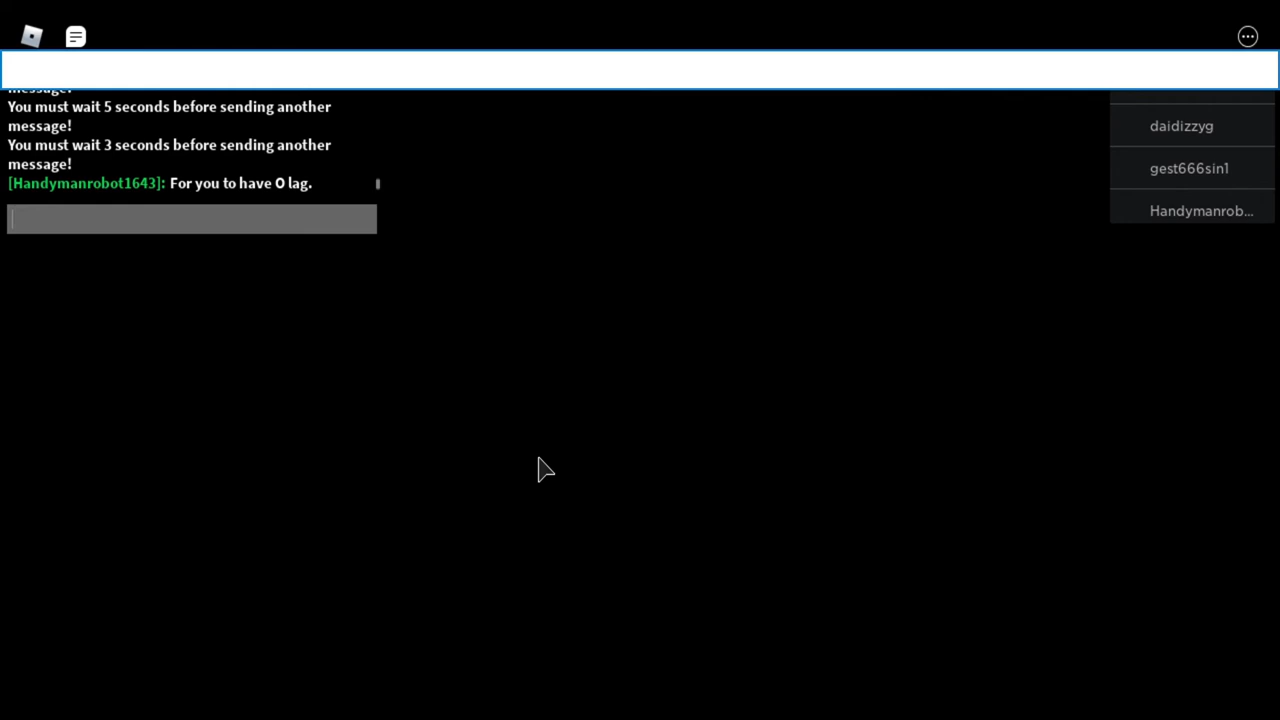 message!
You must wait 5 seconds before sending another
message!
You must wait 3 seconds before sending another
message!
[Handymanrobot1643]: For you to have 0 lag.
daidizzyg
gest666sin1
Handymanrob...